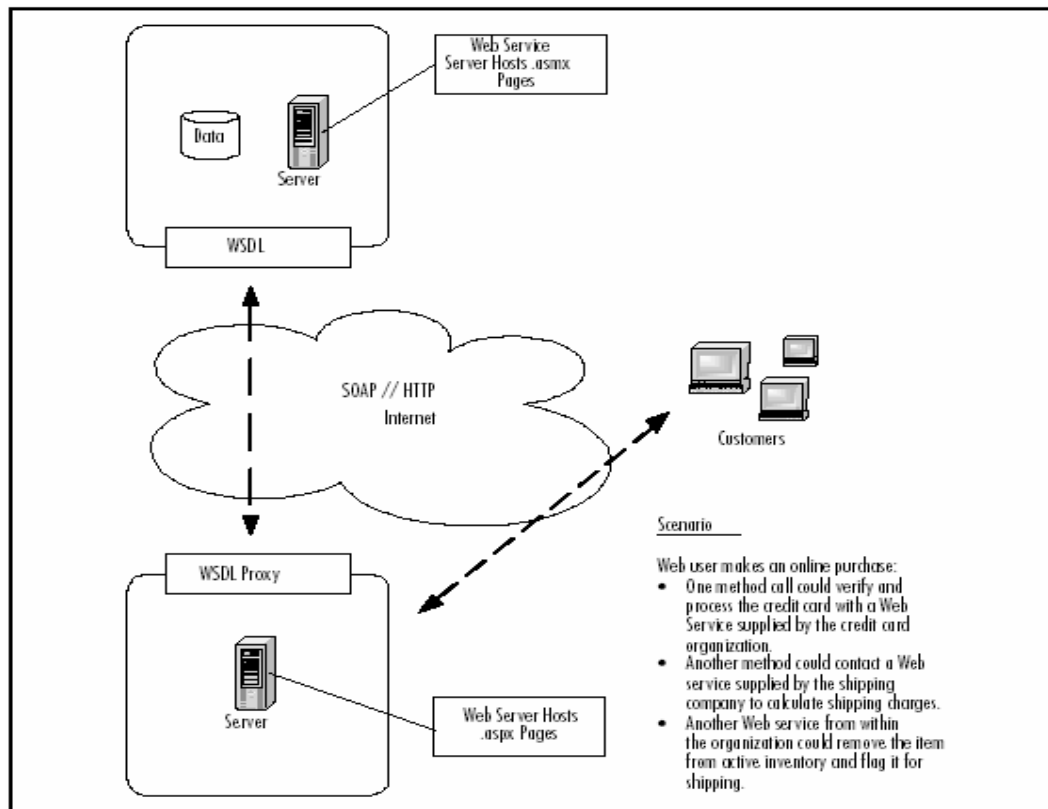 Web Service
Server Hosts .asmx
Pages
Data
Server
WSDL
SOAP // HTTP
Internet
Customers
WSDL Proxy
Server
Web Server Hosts
.aspx Pages
Scenario
Web user makes an online purchase:
• One method call could verify and
process the credit card with a Web
Service supplied by the credit card
organization.
• Another method could contact a Web
service supplied by the shipping
company to calculate shipping charges.
• Another Web service from within
the organization could remove the item
from active inventory and flag it for
shipping.